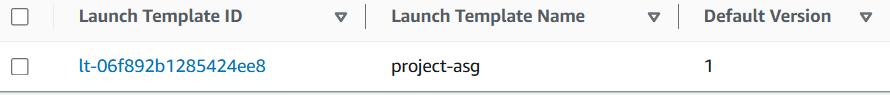 Launch Template ID Launch Template Name Default Version
lt-06f892b1285424ee8 project-asg 1